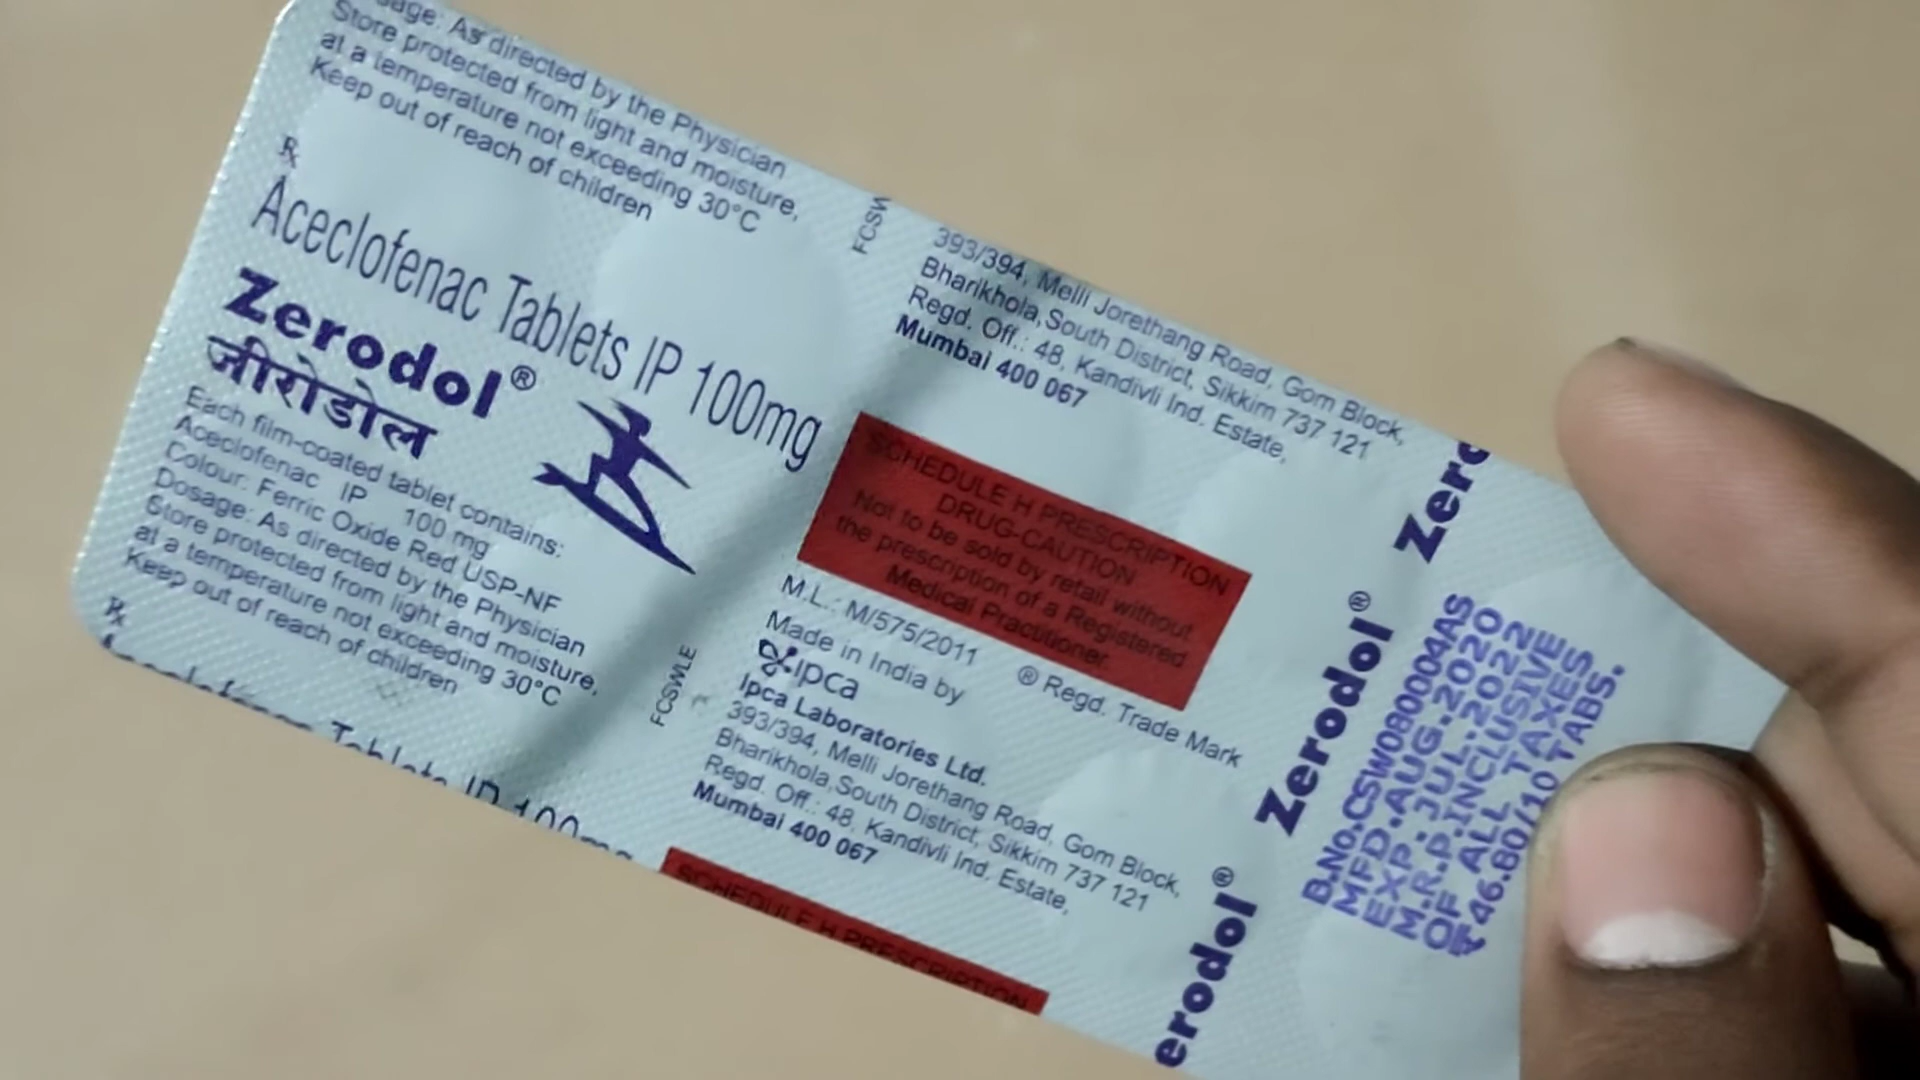 Dosage: As directed by the Physician
Store protected from light and moisture,
at a temperature not exceeding 30°C
Keep out of reach of children
℞
Aceclofenac Tablets IP 100mg
Zerodol®
जीरोडोल
Each film-coated tablet contains:
Aceclofenac IP 100 mg
Colour: Ferric Oxide Red USP-NF
Dosage: As directed by the Physician
Store protected from light and moisture,
at a temperature not exceeding 30°C
Keep out of reach of children
℞
Aceclofenac Tablets IP 100mg
FCSW
FCSWLE
393/394, Melli Jorethang Road, Gom Block,
Bharikhola,South District, Sikkim 737 121
Regd. Off.: 48, Kandivli Ind. Estate,
Mumbai 400 067
SCHEDULE H PRESCRIPTION
DRUG-CAUTION
Not to be sold by retail without
the prescription of a Registered
Medical Practitioner
M.L.: M/575/2011
® Regd. Trade Mark
Made in India by
ipca
Ipca Laboratories Ltd.
393/394, Melli Jorethang Road, Gom Block,
Bharikhola,South District, Sikkim 737 121
Regd. Off.: 48, Kandivli Ind. Estate,
Mumbai 400 067
SCHEDULE H PRESCRIPTION
Zero
Zerodol®
erodol®
B.No.CSW080004AS
MFD.AUG.2020
EXP.JUL.2022
M.R.P.INCLUSIVE
OF ALL TAXES
₹46.80/10 TABS.